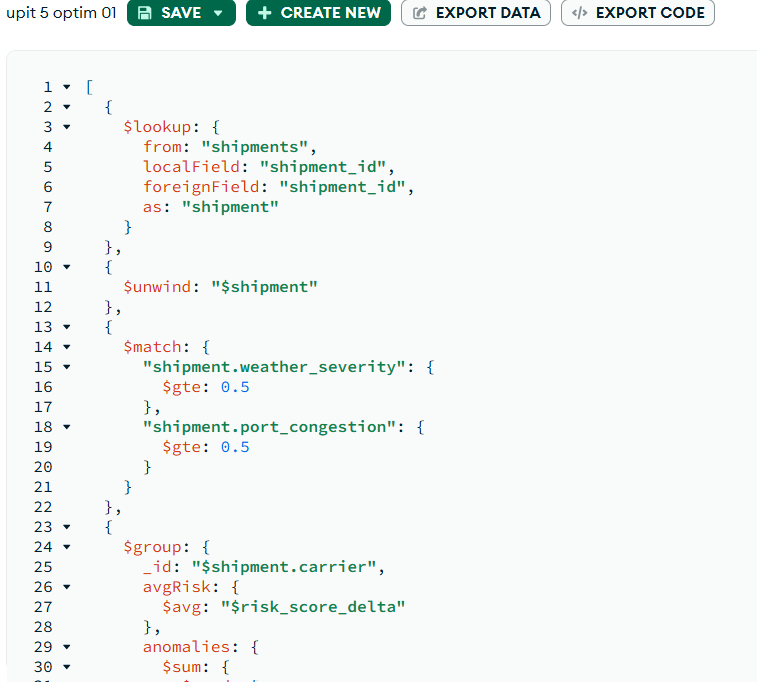 upit 5 optim 01 SAVE CREATE NEW EXPORT DATA </> EXPORT CODE
1 [
2 {
3 $lookup: {
4 from: "shipments",
5 localField: "shipment_id",
6 foreignField: "shipment_id",
7 as: "shipment"
8 }
9 },
10 {
11 $unwind: "$shipment"
12 },
13 {
14 $match: {
15 "shipment.weather_severity": {
16 $gte: 0.5
17 },
18 "shipment.port_congestion": {
19 $gte: 0.5
20 }
21 }
22 },
23 {
24 $group: {
25 _id: "$shipment.carrier",
26 avgRisk: {
27 $avg: "$risk_score_delta"
28 },
29 anomalies: {
30 $sum: {